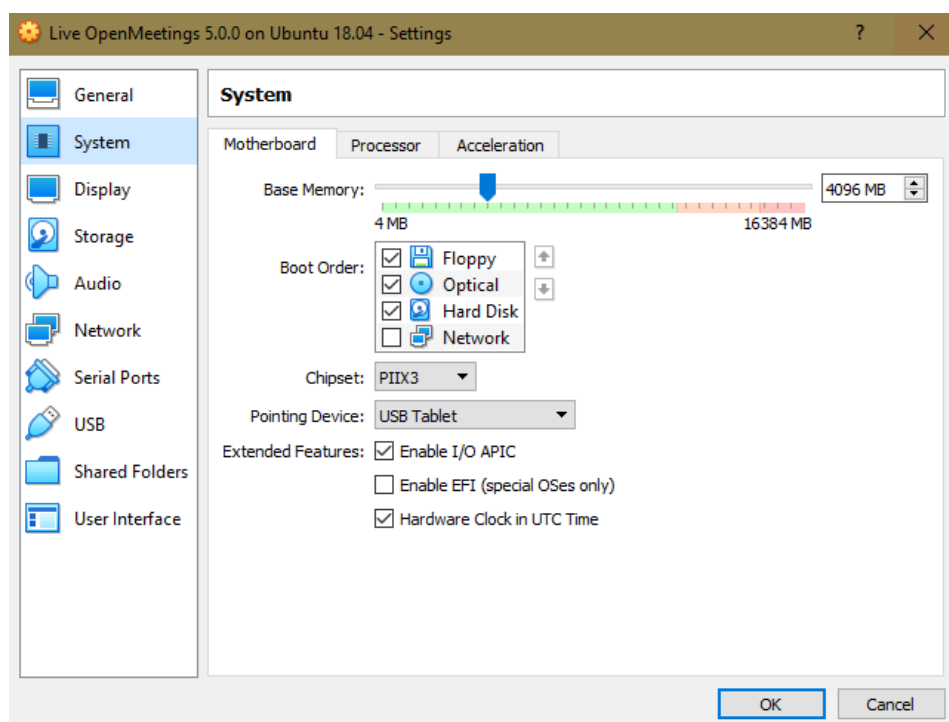 Live OpenMeetings 5.0.0 on Ubuntu 18.04 - Settings ?
General
System
Display
Storage
Audio
Network
Serial Ports
USB
Shared Folders
User Interface
System
Motherboard Processor Acceleration
Base Memory: 4096 MB
4 MB 16384 MB
Boot Order: Floppy
Optical
Hard Disk
Network
Chipset: PIIX3
Pointing Device: USB Tablet
Extended Features: Enable I/O APIC
Enable EFI (special OSes only)
Hardware Clock in UTC Time
OK Cancel